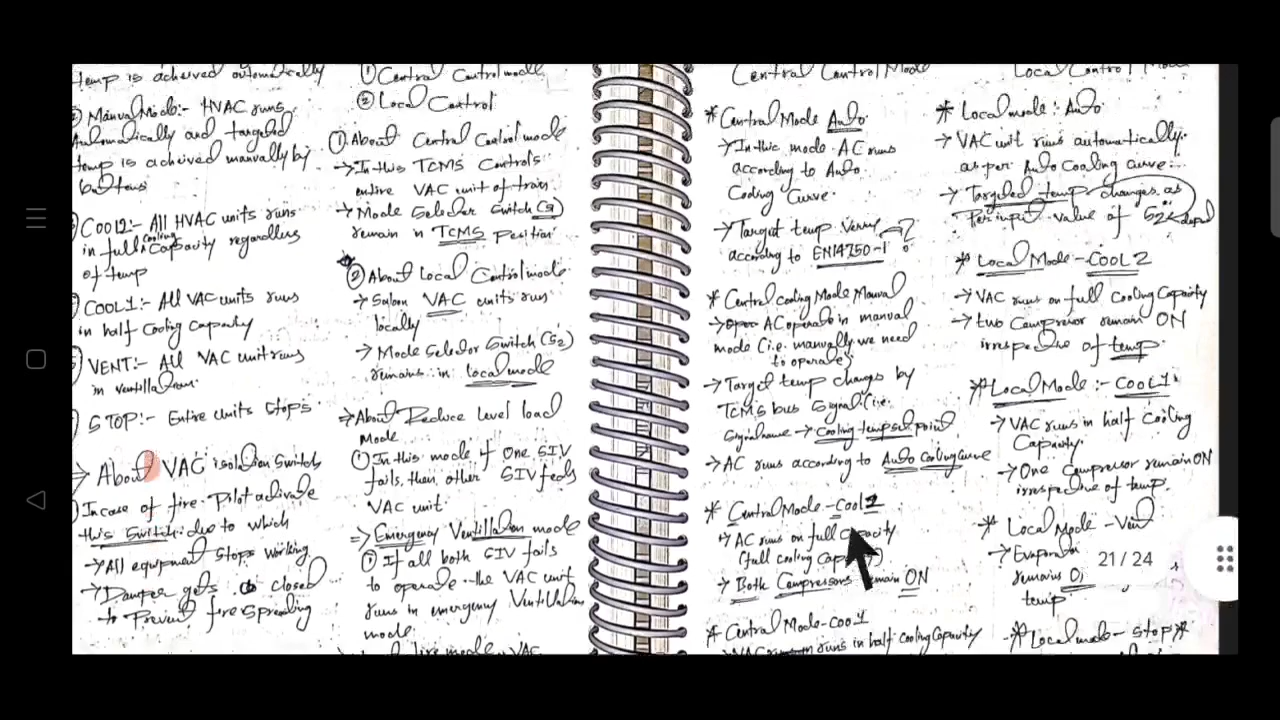 temp is acheived automatically
Manual Mode:- HVAC runs
Automatically and targeted
temp is acheived manually by
buttons
COOL2:- All HVAC units runs
in full cooling capacity regardless
of temp
COOL1:- All VAC units runs
in half cooling capacity
VENT:- All VAC unit runs
in ventillation.
STOP:- Entire units stops
→ About VAC isolation Switch
In case of fire Pilot activate
this switch due to which
→All equipment stops working
→ Damper gets closed
to Prevent fire spreading
① Central Control mode
② Local Control
① About Central Control mode
→ In this TCMS Controls
entire VAC unit of train
→ Mode Selector Switch
remain in TCMS Position
② About Local Control mode
→ Saloon VAC units run
locally
→ Mode Selector Switch (S2)
remains in local mode
→ About Reduce level load
Mode
① In this mode if One SIV
fails, then other SIV feeds
VAC unit.
⇒ Emergency Ventillation mode
① If all both SIV fails
to operate the VAC unit
runs in emergency Ventillation
mode
Central Control Mode
* Central Mode Auto
→ In this mode AC runs
according to Auto
Cooling Curve
→ Target temp Varies
according to EN14750-1
* Central cooling Mode Manual
→ AC operate in manual
mode (i.e manually we need
to operate)
→ Target temp changes by
TCMS bus Signal (i.e.
signal name → Cooling temp set point
→ AC runs according to Auto Cooling curve
* Central Mode - Cool 2
→ AC runs on full Capacity
(full cooling Capacity)
→ Both Compressors remain ON
* Central Mode - Cool 1
runs in half Cooling Capacity
Local Control Mode
* Local mode: Auto
→ VAC unit runs automatically
as per Auto Cooling curve
→ Targeted temp changes as
Per input value of S2
* Local Mode - COOL 2
→ VAC runs on full Cooling Capacity
→ two Compressor remain ON
irrespective of temp.
* Local Mode :- COOL 1
→ VAC runs in half Cooling
Capacity.
→ One Compressor remain ON
irrespective of temp.
* Local Mode - Vent
→
remains
temp
* Local mode - stop *
21 / 24